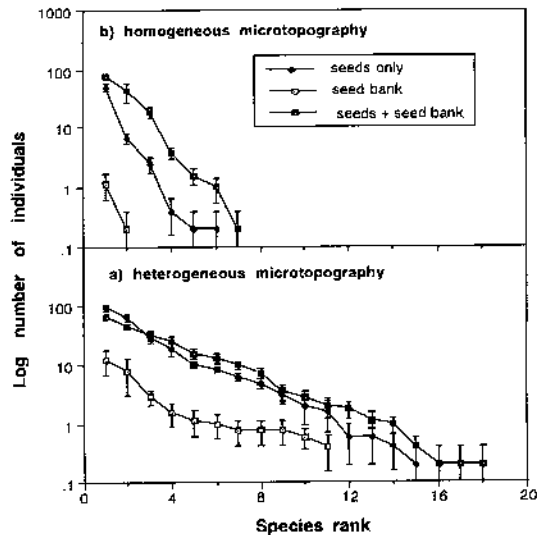 1000
b) homogeneous microtopography
seeds only
seed bank
seeds + seed bank
100
10
1
.1
a) heterogeneous microtopography
100
10
1
.1
0 4 8 12 16 20
Species rank
Log number of individuals